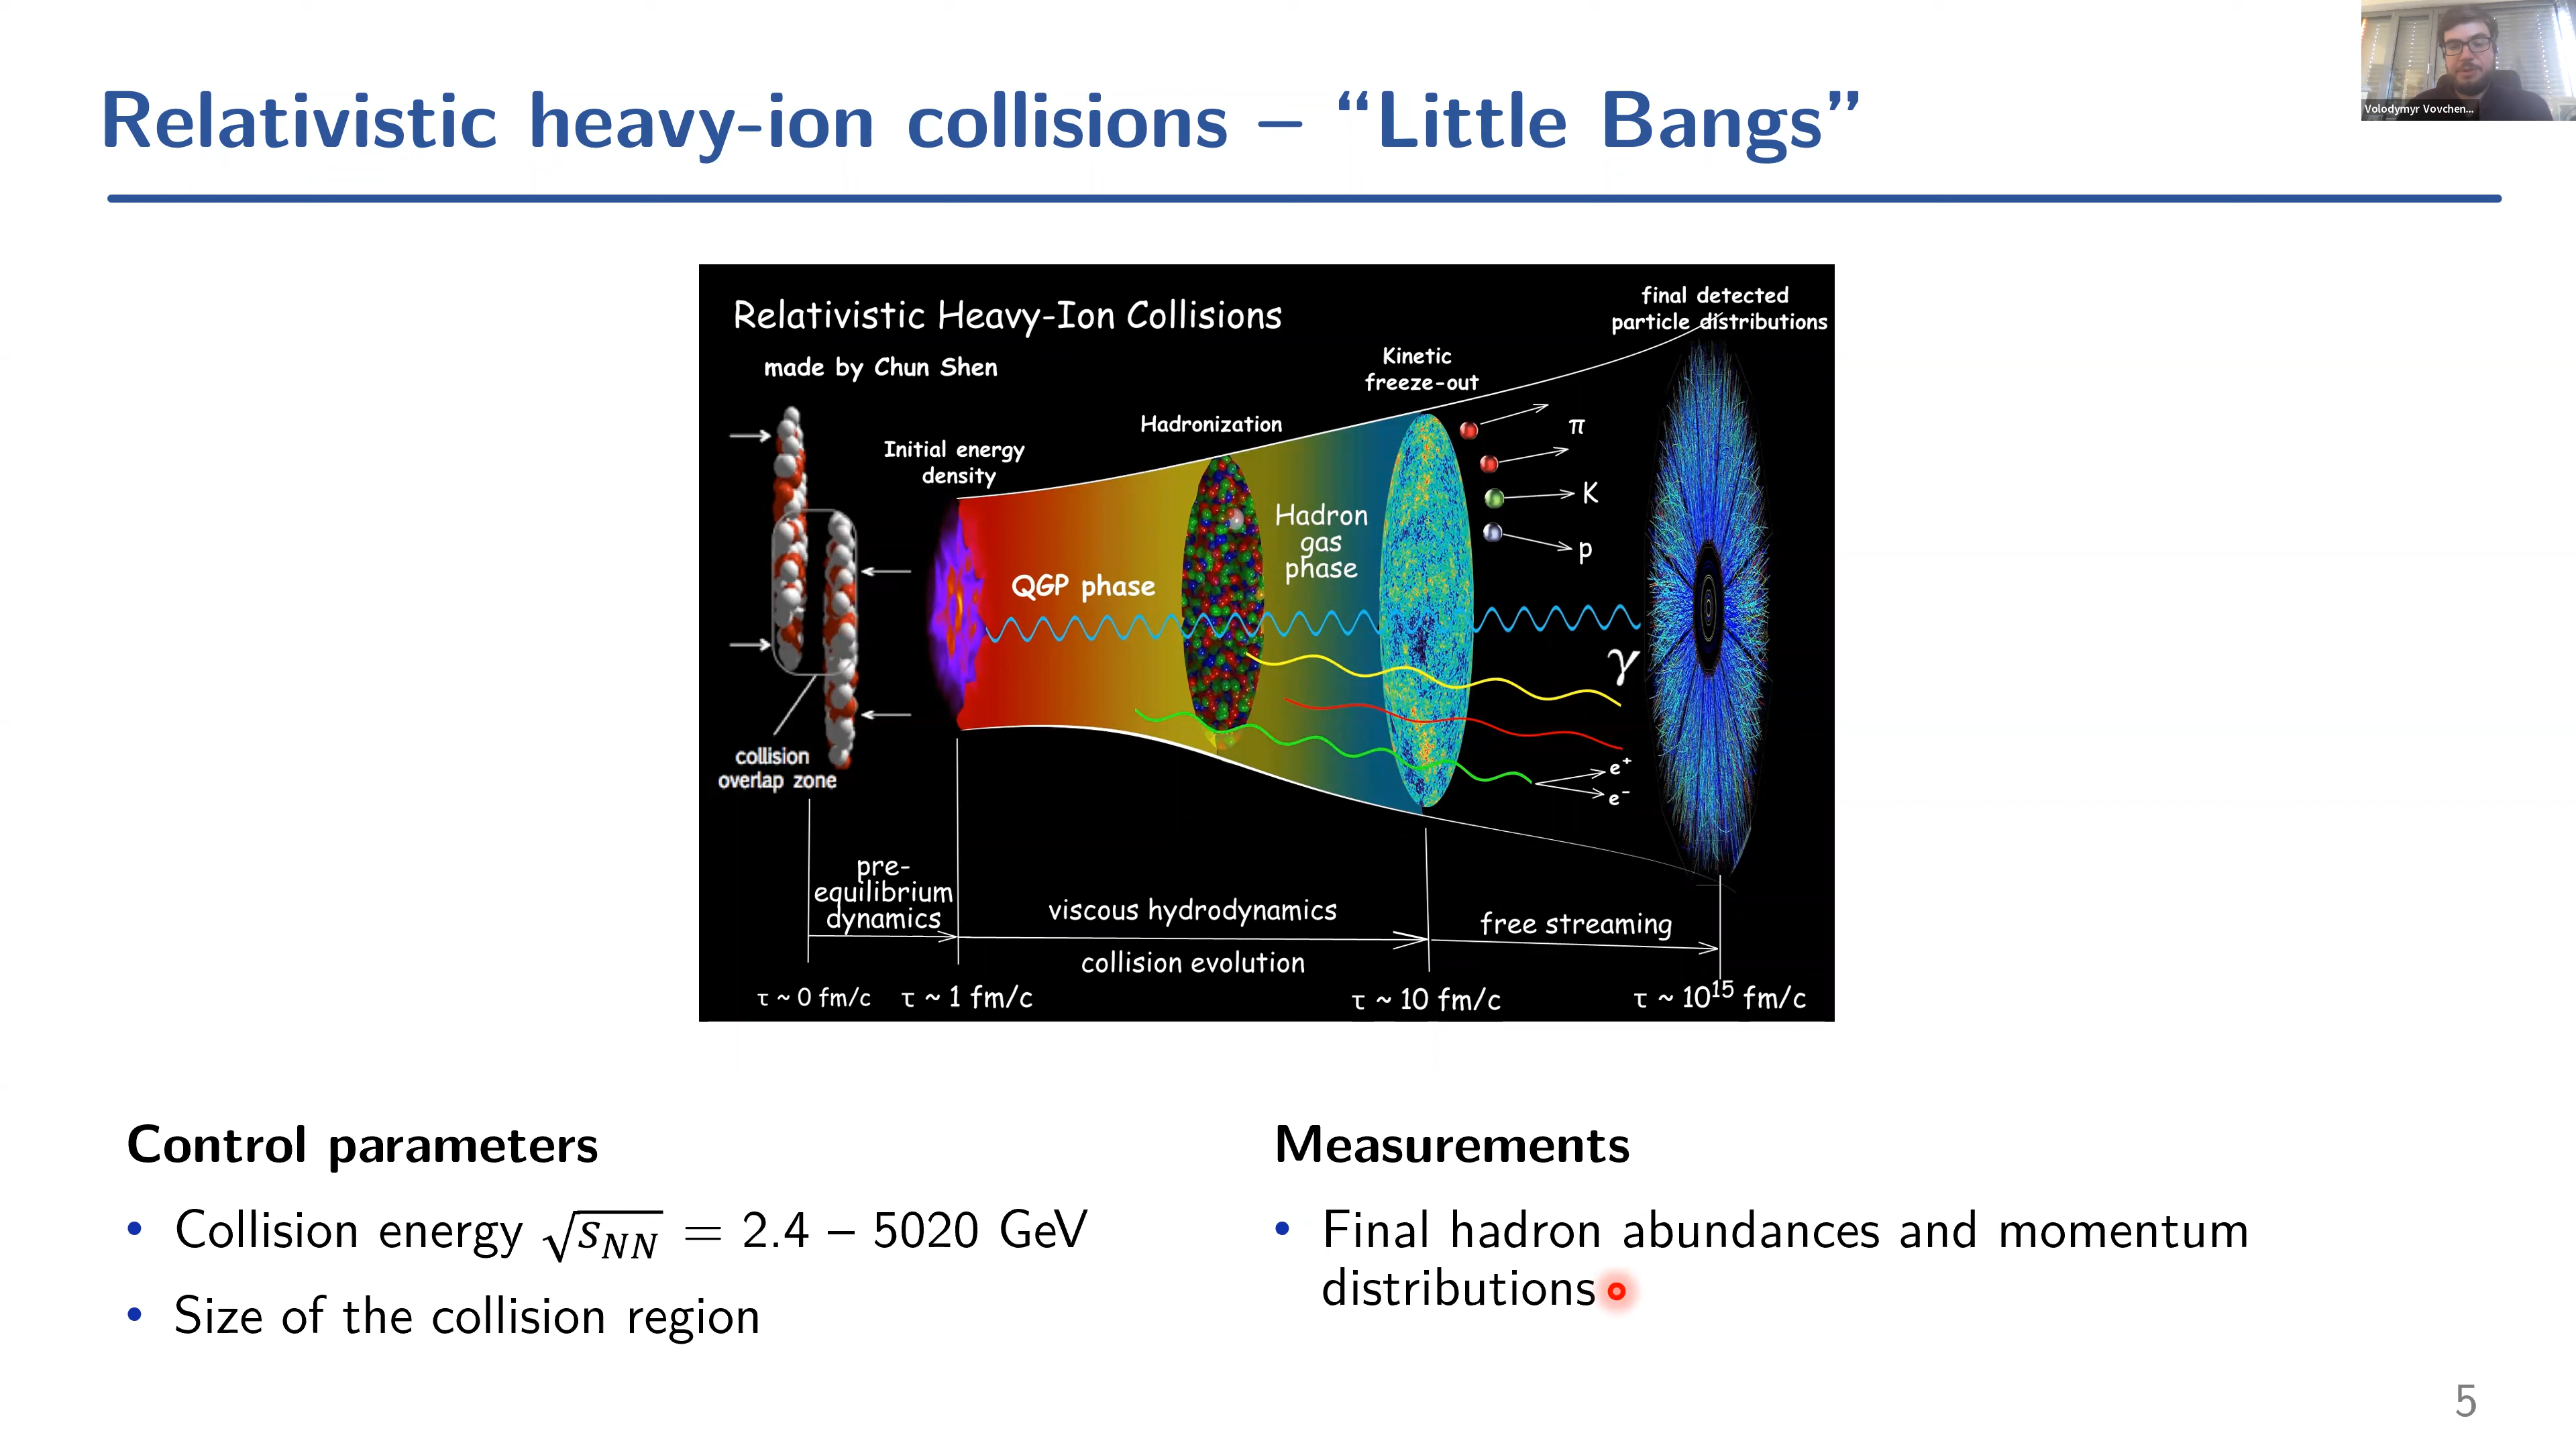 Relativistic heavy-ion collisions – “Little Bangs”
Volodymyr Vovchen...
Relativistic Heavy-Ion Collisions
made by Chun Shen
final detected
particle distributions
Kinetic
freeze-out
Hadronization
Initial energy
density
π
K
p
Hadron
gas
phase
QGP phase
γ
collision
overlap zone
e⁺
e⁻
pre-
equilibrium
dynamics
viscous hydrodynamics
free streaming
collision evolution
τ ~ 0 fm/c
τ ~ 1 fm/c
τ ~ 10 fm/c
τ ~ 10¹⁵ fm/c
Control parameters
• Collision energy √s_NN = 2.4 – 5020 GeV
• Size of the collision region
Measurements
• Final hadron abundances and momentum
distributions
5